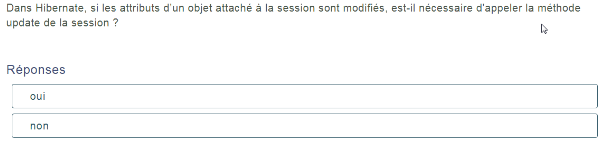 Dans Hibernate, si les attributs d'un objet attaché à la session sont modifiés, est-il nécessaire d'appeler la méthode
update de la session ?
Réponses
oui
non